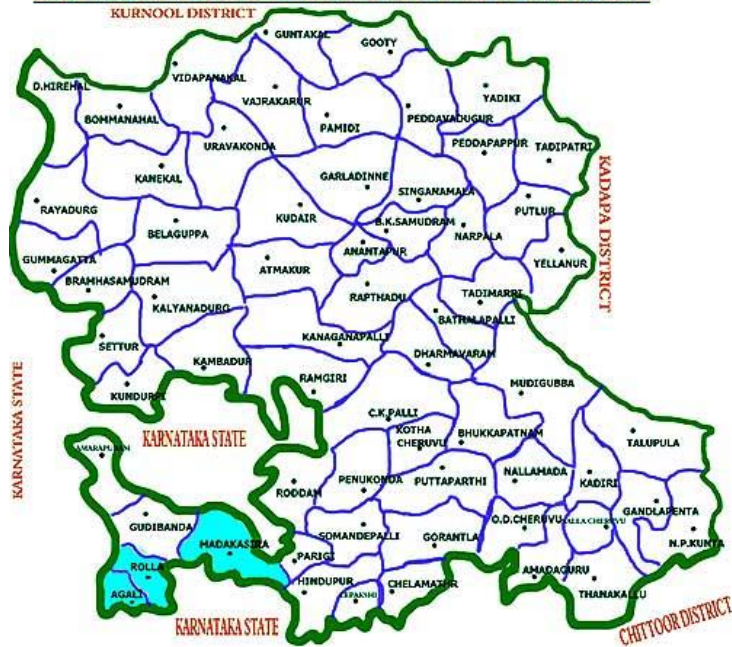 KURNOOL DISTRICT
GUNTAKAL
GOOTY
D.HIREHAL
VIDAPANAKAL
VAJRAKARUR
YADIKI
BOMMANAHAL
PAMIDI
PEDDAVADUGUR
URAVAKONDA
PEDDAPAPPUR
TADIPATRI
KANEKAL
GARLADINNE
SINGANAMALA
KADAPA DISTRICT
RAYADURG
KUDAIR
PUTLUR
BELAGUPPA
B.K.SAMUDRAM
NARPALA
ANANTAPUR
YELLANUR
GUMMAGATTA
ATMAKUR
BRAMHASAMUDRAM
RAPTHADU
KALYANADURG
TADIMARRI
BATHALAPALLI
SETTUR
KANAGANAPALLI
KAMBADUR
DHARMAVARAM
KUNDURPI
RAMGIRI
MUDIGUBBA
KARNATAKA STATE
KARNATAKA STATE
C.K.PALLI
KOTHA
CHERUVU
BHUKKAPATNAM
TALUPULA
RODDAM
PENUKONDA
PUTTAPARTHI
NALLAMADA
KADIRI
GUDIBANDA
GANDLAPENTA
SOMANDEPALLI
O.D.CHERUVU
MADAKASIRA
GORANTLA
N.P.KUNTA
PARIGI
ROLLA
HINDUPUR
CHELAMATHR
AMADAGURU
THANAKALLU
AGALI
LEPAKSHI
KARNATAKA STATE
CHITTOOR DISTRICT